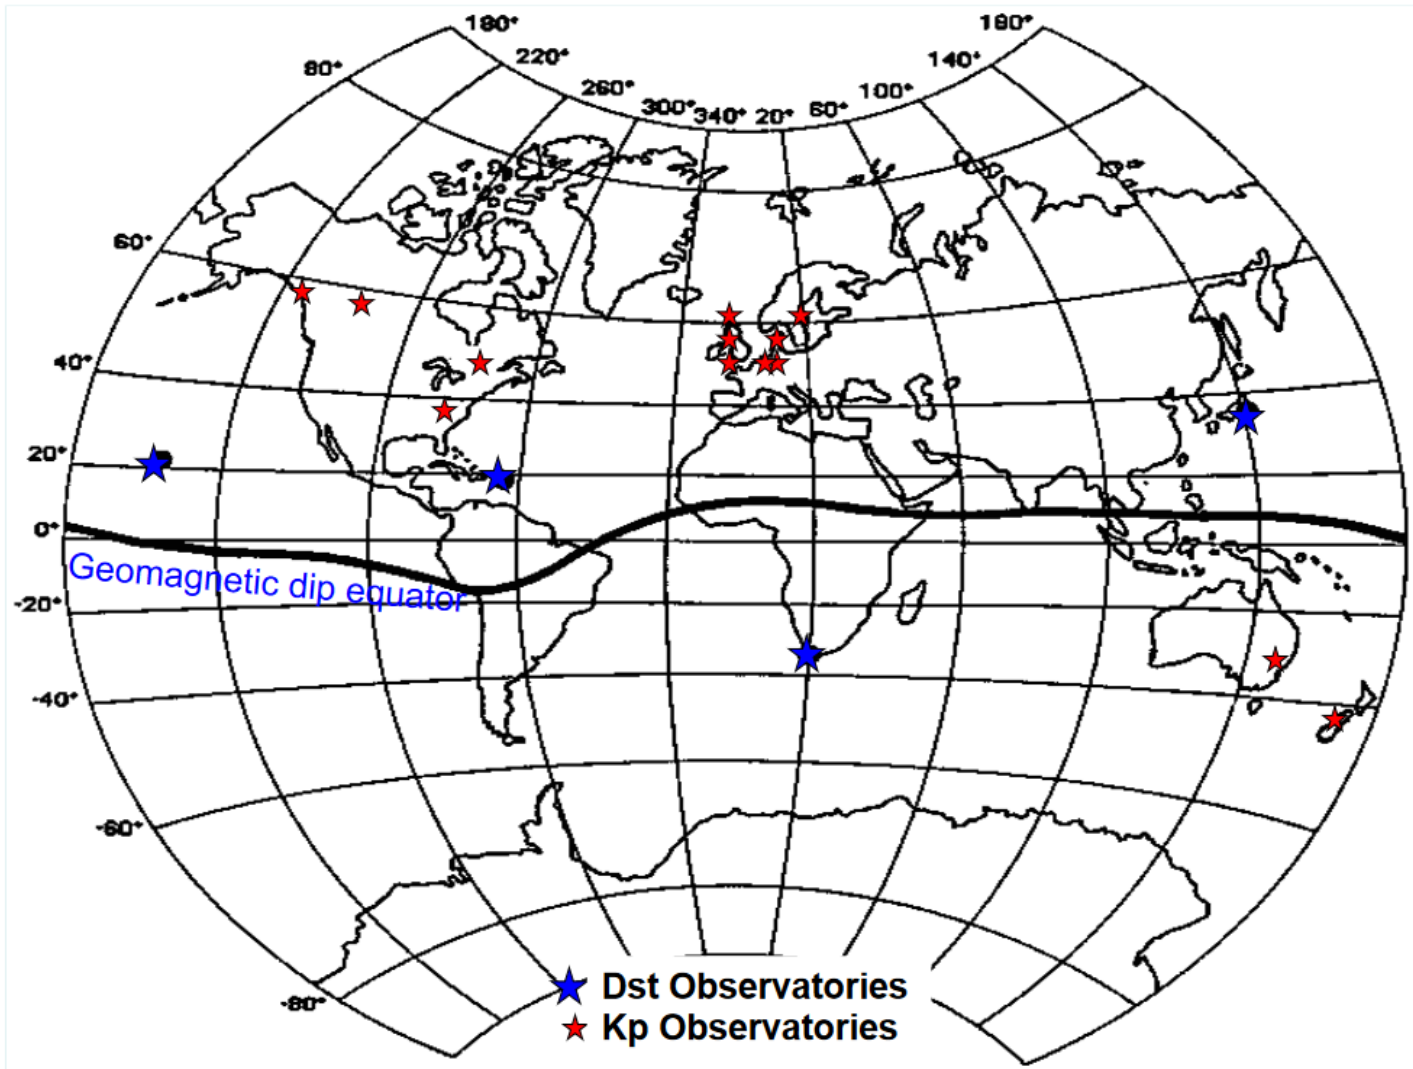 180° 180°
220° 140°
80° 260° 100°
300° 340° 20° 60°
60°
40°
20°
0°
Geomagnetic dip equator
-20°
-40°
-60°
-80°
Dst Observatories
Kp Observatories